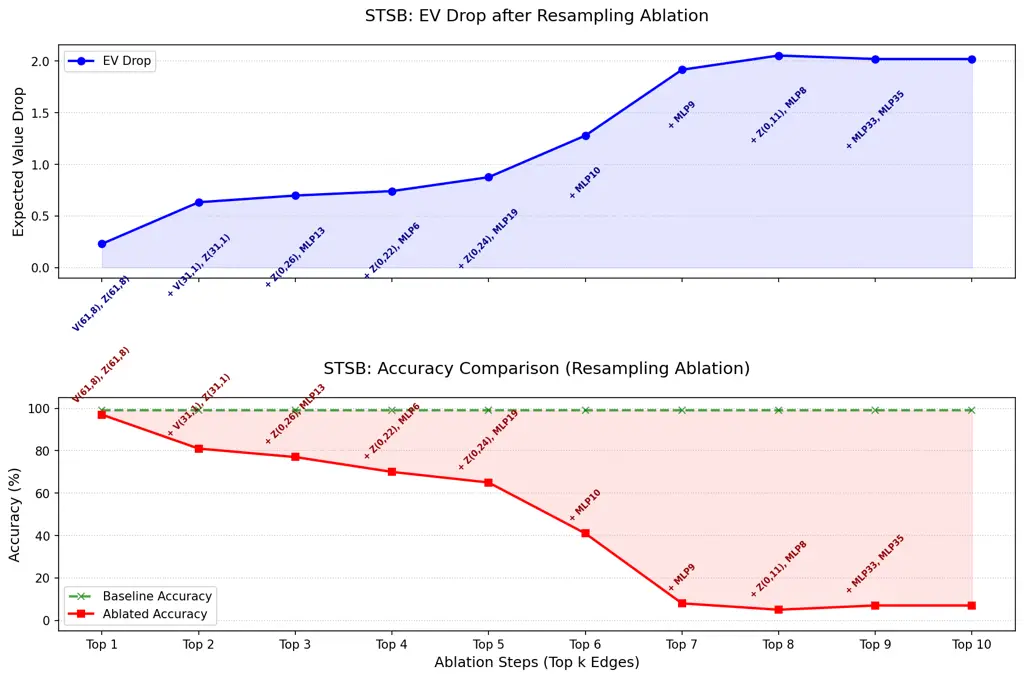 STSB: EV Drop after Resampling Ablation
EV Drop
Expected Value Drop
2.0
1.5
1.0
0.5
0.0
V(61,8), Z(61,8)
+ V(31,1), Z(31,1)
+ Z(0,26), MLP13
+ Z(0,22), MLP6
+ Z(0,24), MLP19
+ MLP10
+ MLP9
+ Z(0,11), MLP8
+ MLP33, MLP35
STSB: Accuracy Comparison (Resampling Ablation)
Accuracy (%)
100
80
60
40
20
0
V(61,8), Z(61,8)
+ V(31,1), Z(31,1)
+ Z(0,26), MLP13
+ Z(0,22), MLP6
+ Z(0,24), MLP19
+ MLP10
+ MLP9
+ Z(0,11), MLP8
+ MLP33, MLP35
Baseline Accuracy
Ablated Accuracy
Top 1 Top 2 Top 3 Top 4 Top 5 Top 6 Top 7 Top 8 Top 9 Top 10
Ablation Steps (Top k Edges)